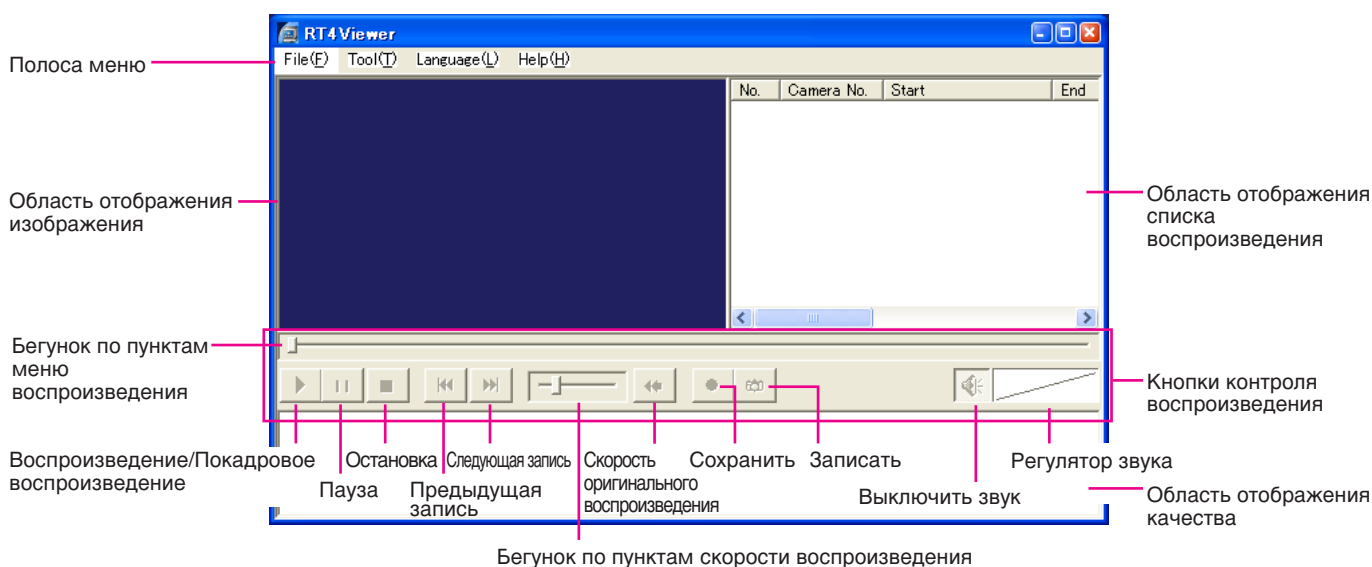 RT4Viewer
File(F) Tool(T) Language(L) Help(H)
Полоса меню
No. Camera No. Start End
Область отображения
изображения
Область отображения
списка
воспроизведения
Бегунок по пунктам
меню
воспроизведения
Кнопки контроля
воспроизведения
Воспроизведение/Покадровое
воспроизведение
Пауза
Остановка
Предыдущая
запись
Следующая запись
Скорость
оригинального
воспроизведения
Сохранить
Записать
Выключить звук
Регулятор звука
Область отображения
качества
Бегунок по пунктам скорости воспроизведения